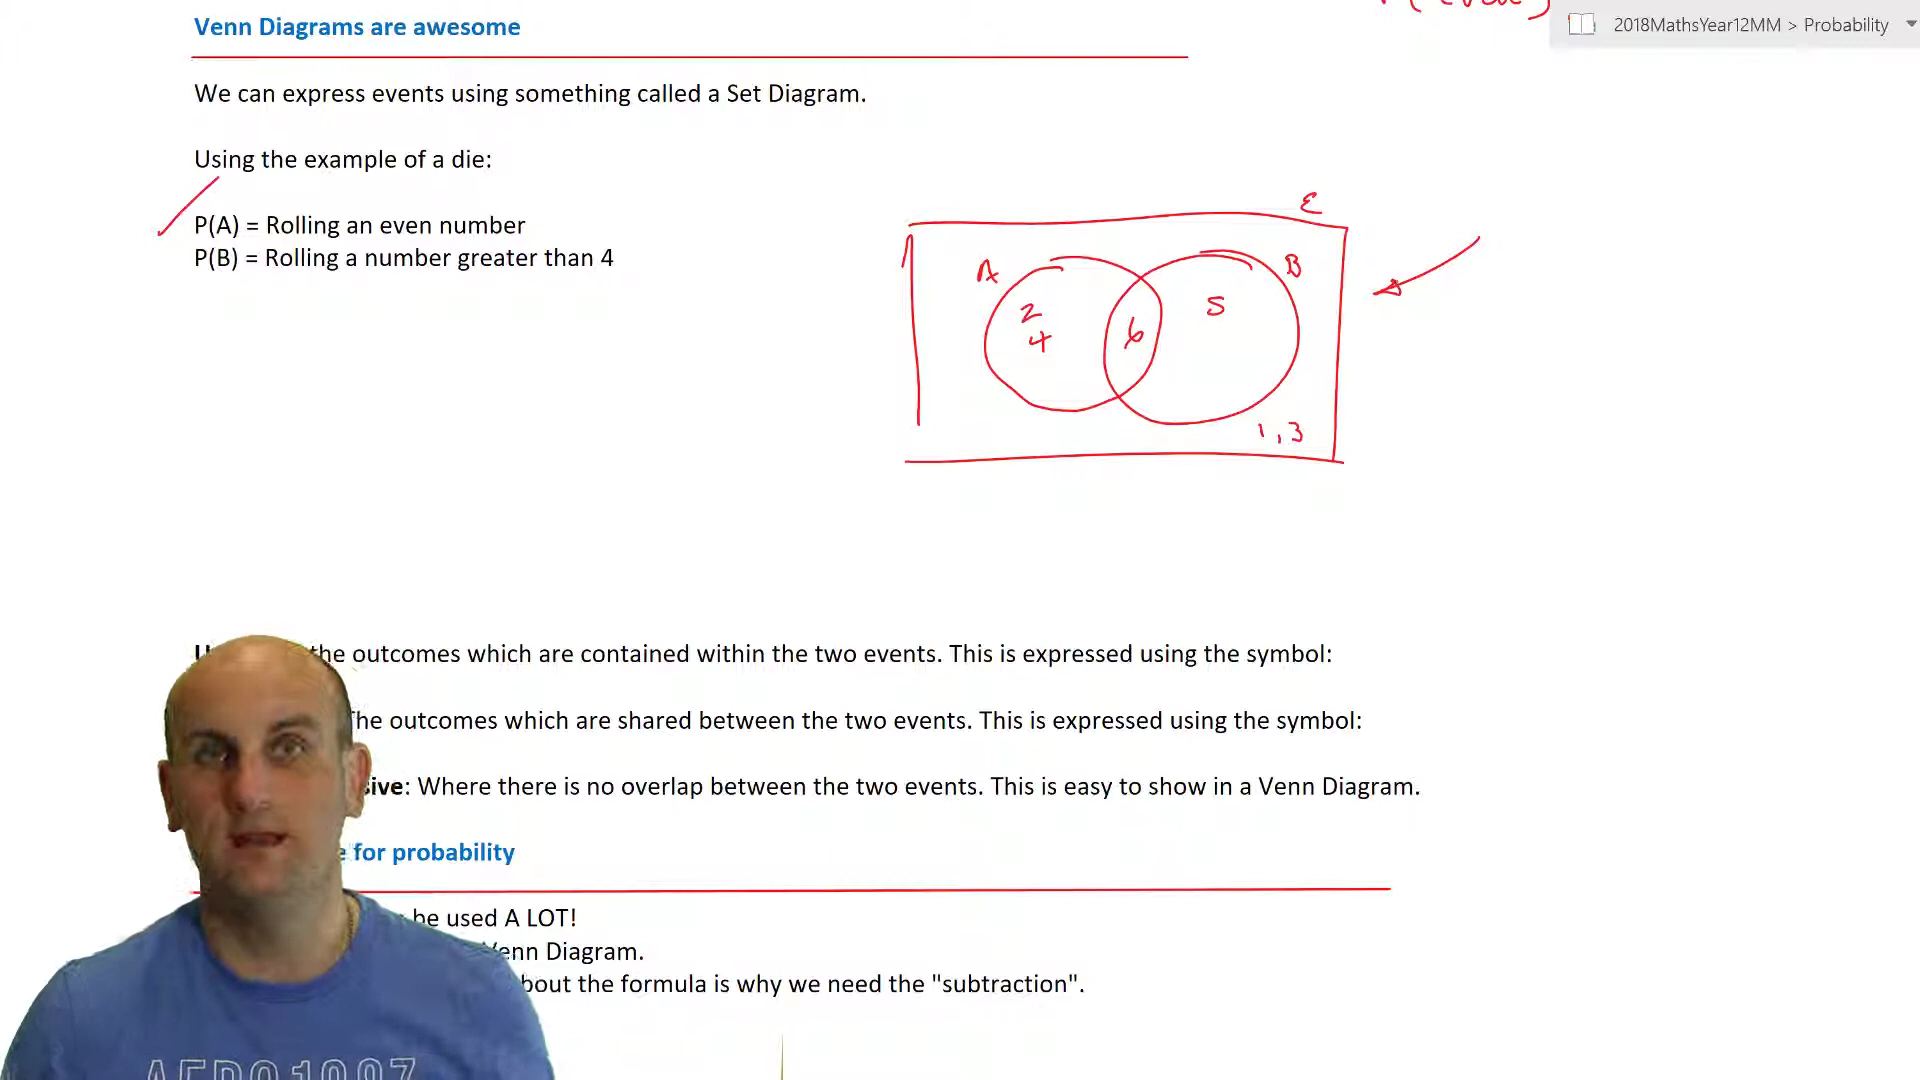 Venn Diagrams are awesome
P(even)
2018MathsYear12MM > Probability
We can express events using something called a Set Diagram.
Using the example of a die:
P(A) = Rolling an even number
P(B) = Rolling a number greater than 4
ε
A
B
2
4
6
5
1,3
the outcomes which are contained within the two events. This is expressed using the symbol:
The outcomes which are shared between the two events. This is expressed using the symbol:
sive: Where there is no overlap between the two events. This is easy to show in a Venn Diagram.
e for probability
be used A LOT!
Venn Diagram.
bout the formula is why we need the "subtraction".